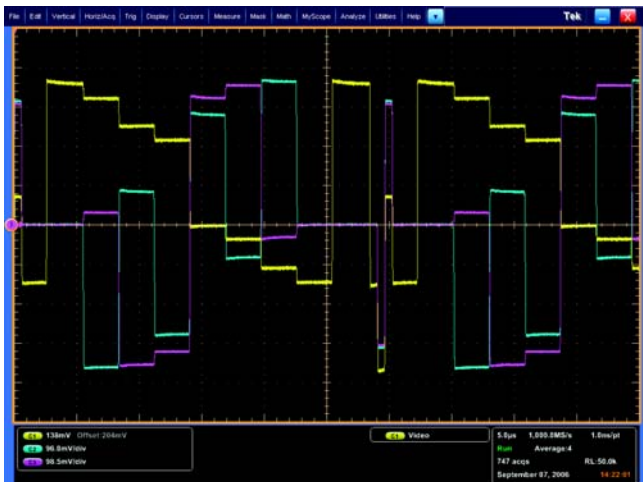 File Edit Vertical Horiz/Acq Trig Display Cursors Measure Mask Math MyScope Analyze Utilities Help Tek X
C1 138mV Offset:204mV
C2 96.0mV/div
C3 98.5mV/div
C1 Video
5.0µs 1,000.0MS/s 1.0ns/pt
Run Average:4
747 acqs RL:50.0k
September 07, 2006 14:22:01